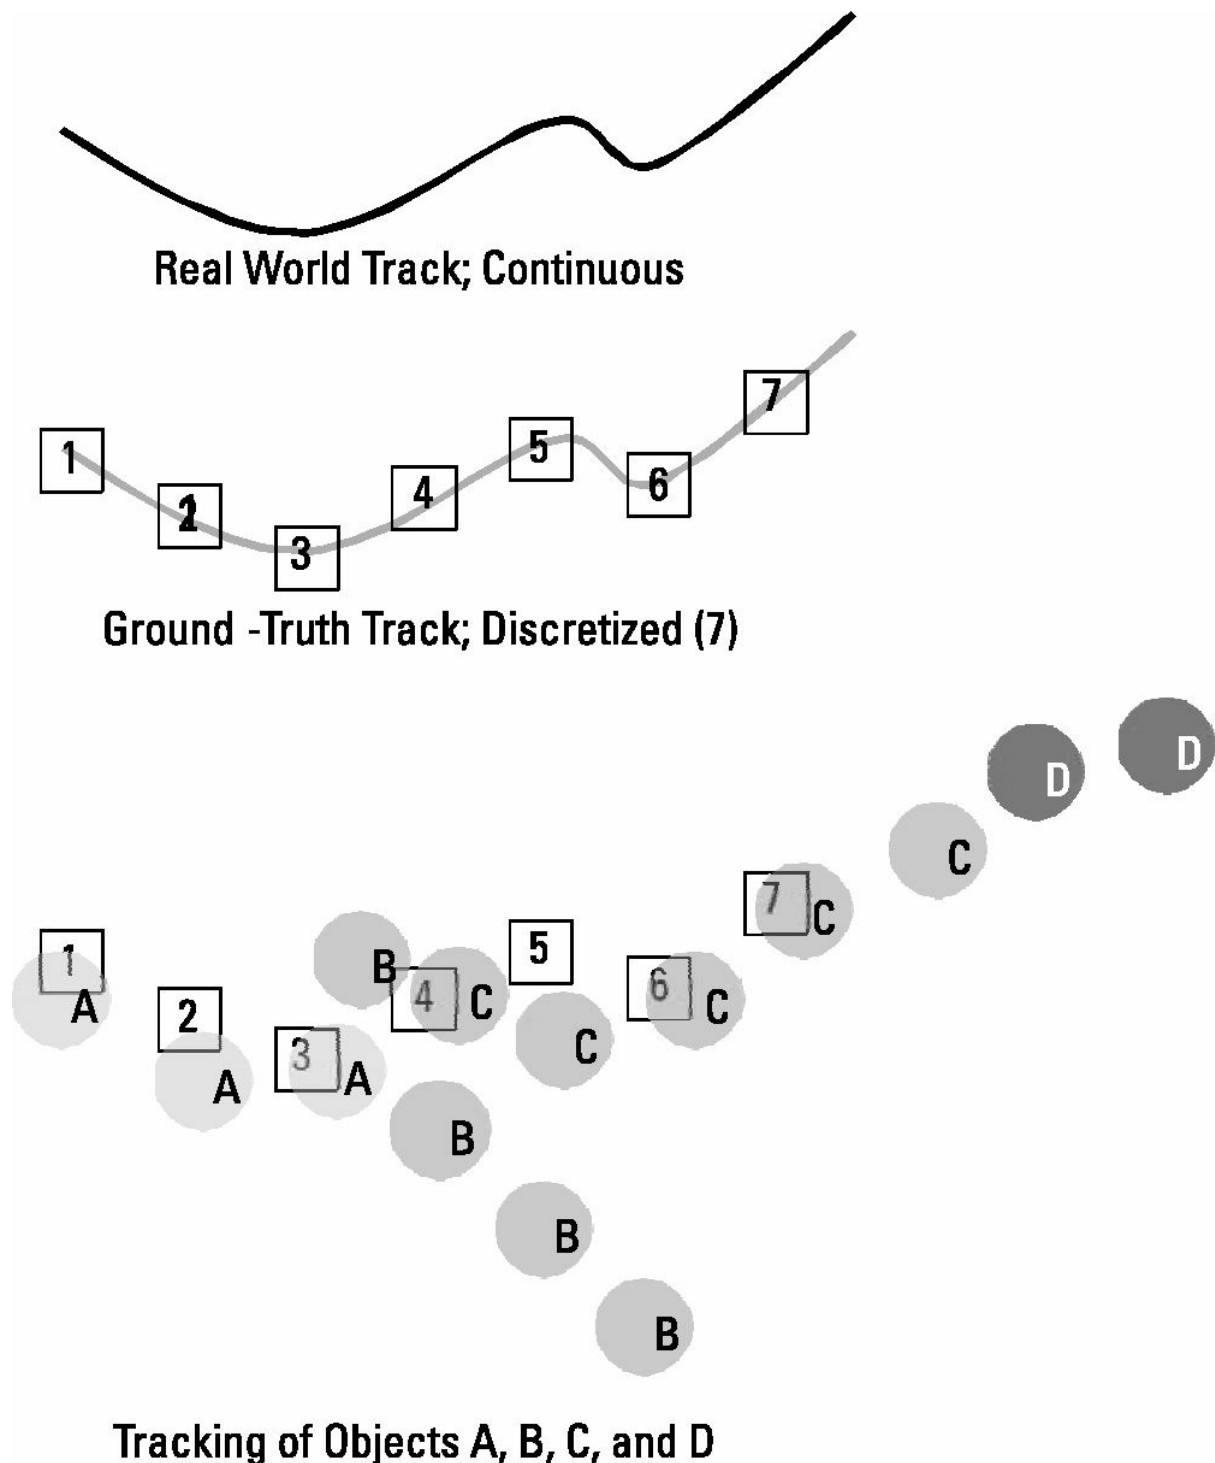 Real World Track; Continuous
1
2
3
4
5
6
7
Ground -Truth Track; Discretized (7)
D
D
C
7
C
1
A
2
A
3
A
B
4
C
5
C
6
C
B
B
B
Tracking of Objects A, B, C, and D